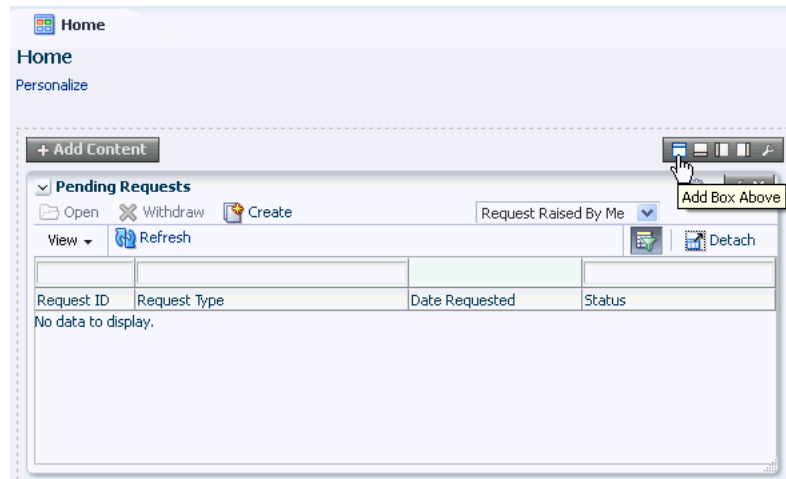 Home
Home
Personalize
+ Add Content
Add Box Above
Pending Requests
Open Withdraw Create Request Raised By Me
View Refresh Detach
Request ID Request Type Date Requested Status
No data to display.